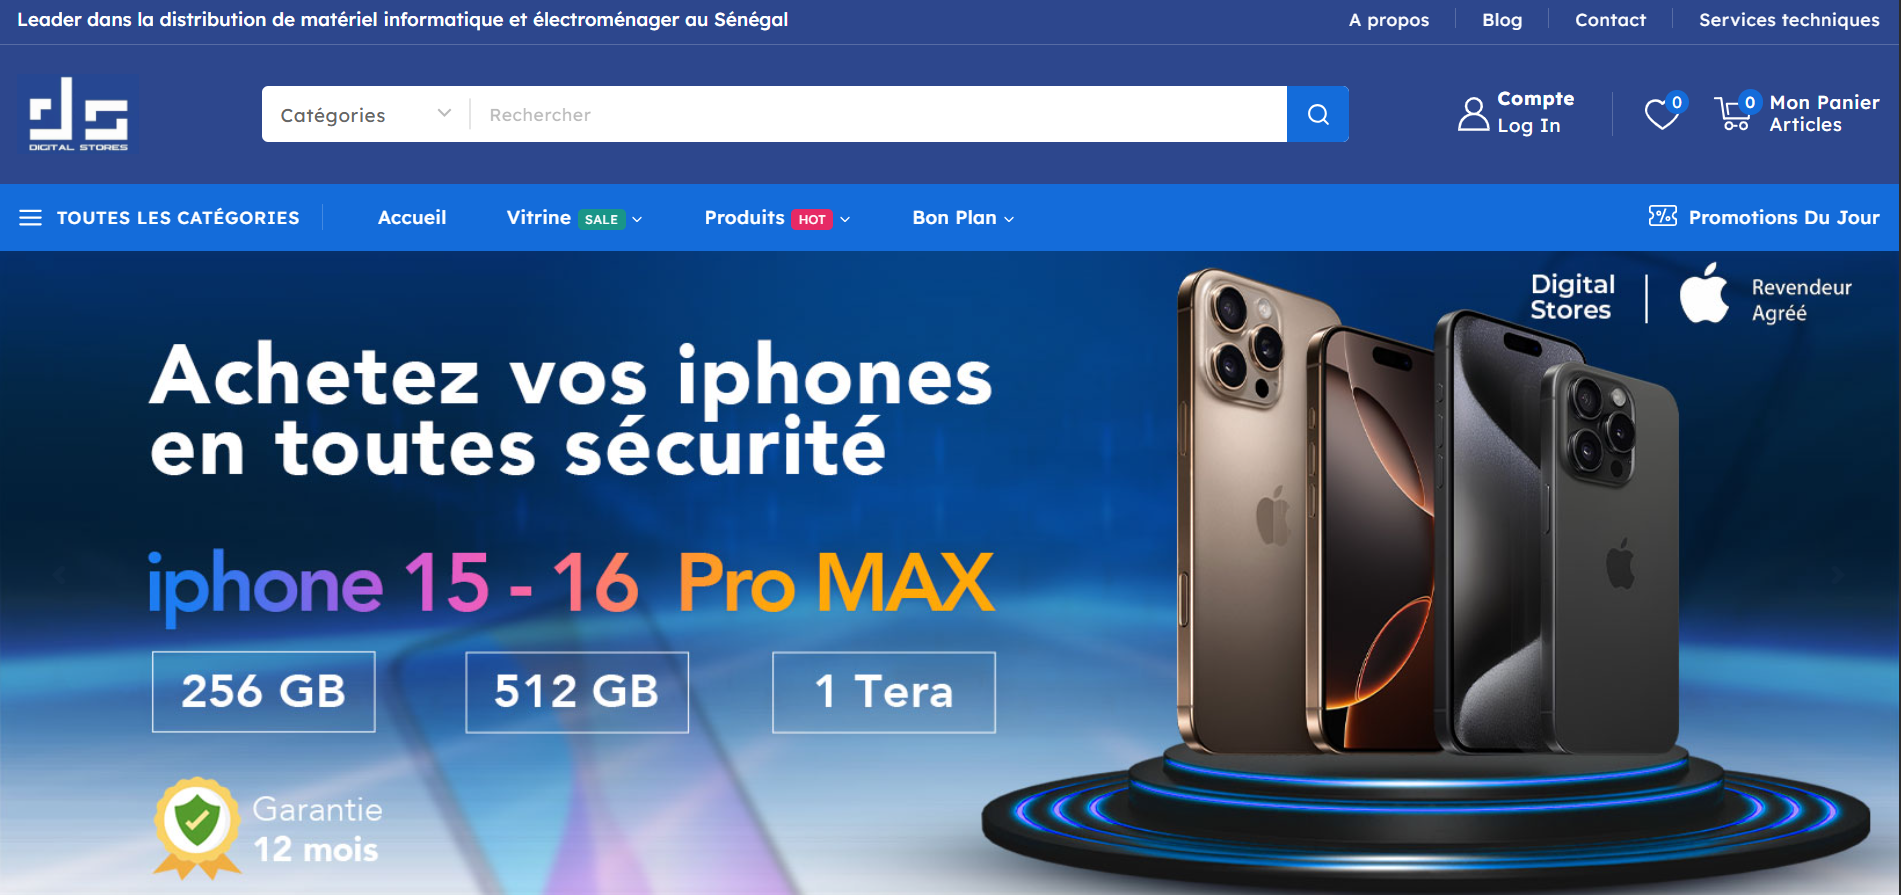 Leader dans la distribution de matériel informatique et électroménager au Sénégal
A propos
Blog
Contact
Services techniques
ds
DIGITAL STORES
Catégories
Rechercher
Compte
Log In
0
0
Mon Panier
Articles
TOUTES LES CATÉGORIES
Accueil
Vitrine SALE
Produits HOT
Bon Plan
Promotions Du Jour
Digital
Stores
Revendeur
Agréé
Achetez vos iphones
en toutes sécurité
iphone 15 - 16 Pro MAX
256 GB
512 GB
1 Tera
Garantie
12 mois